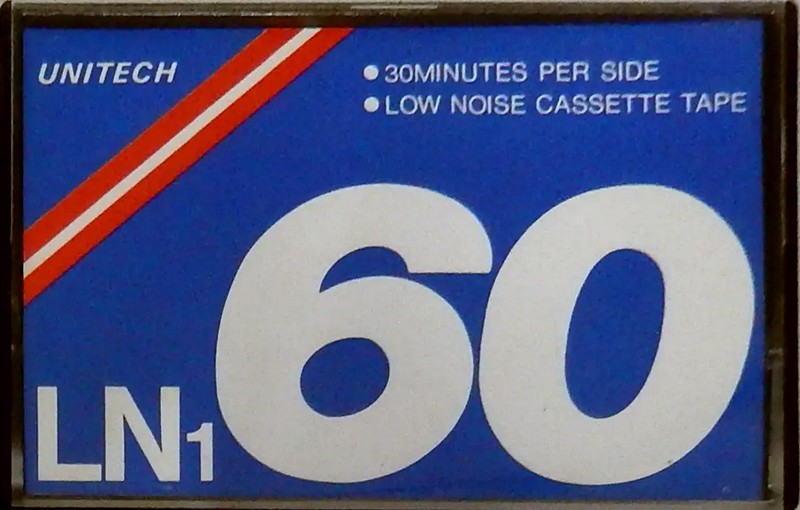 UNITECH
●30MINUTES PER SIDE
●LOW NOISE CASSETTE TAPE
LN1 60